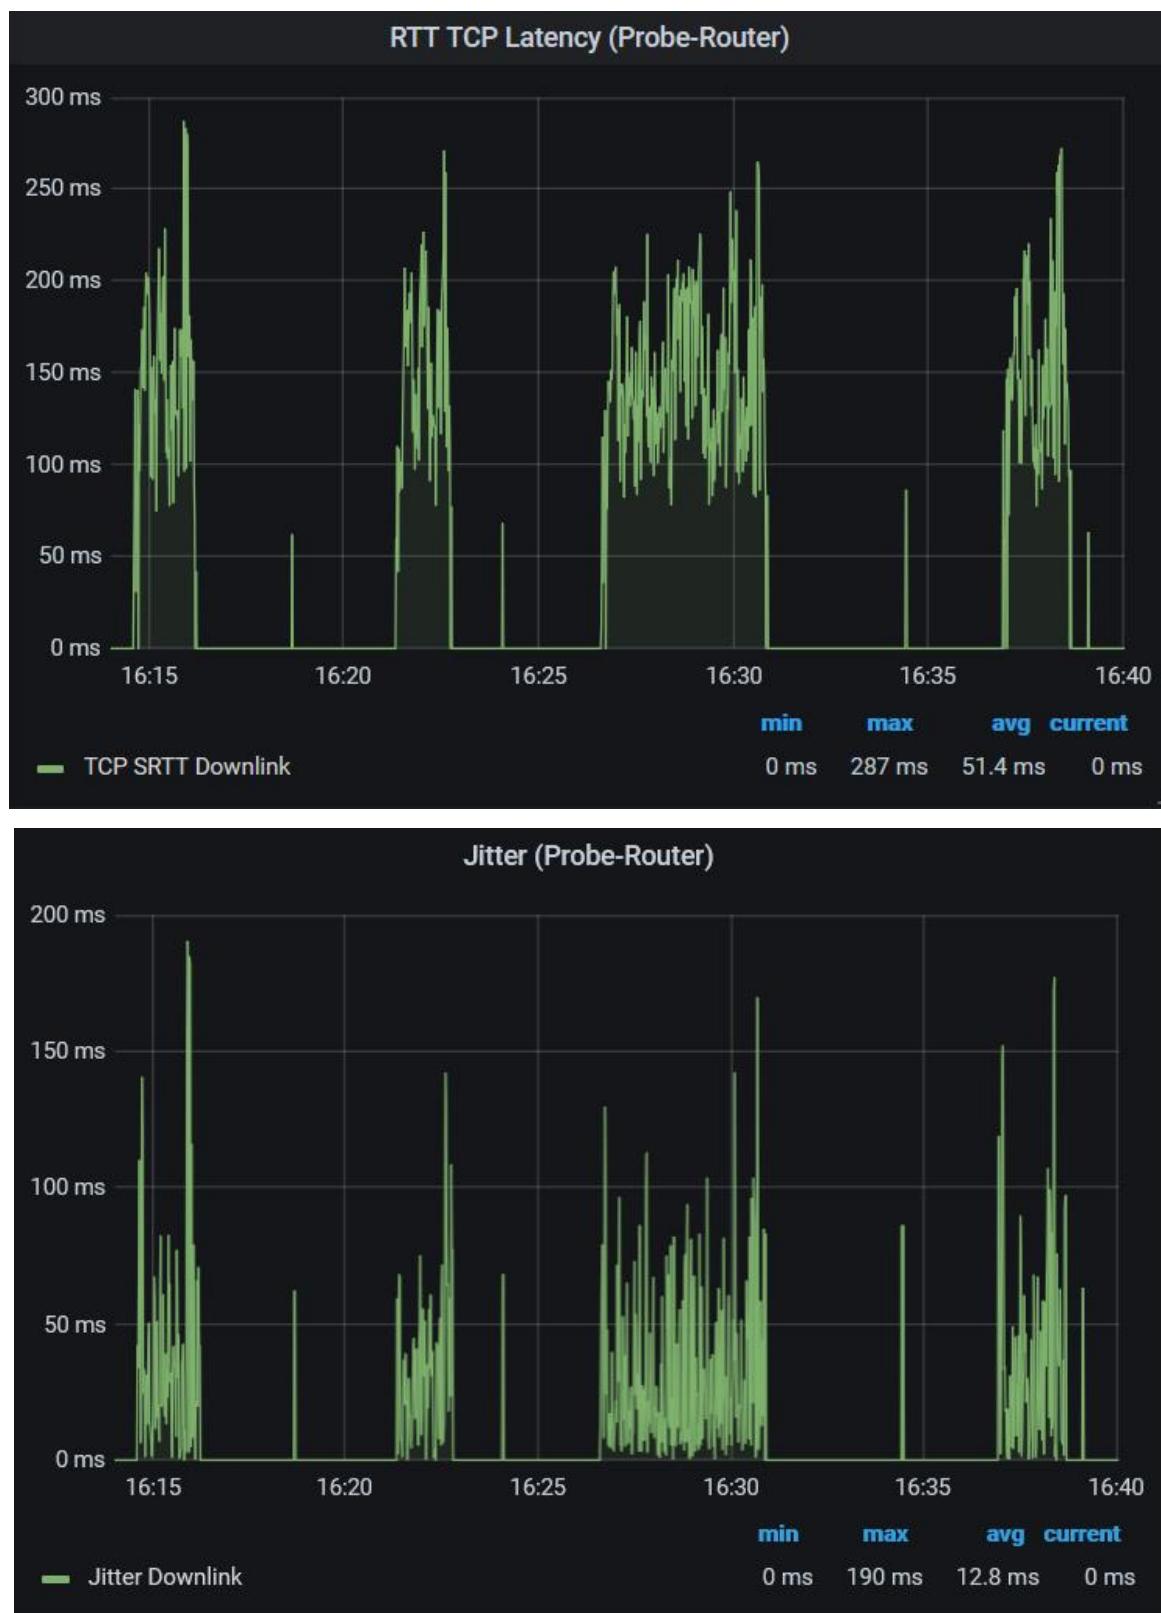 RTT TCP Latency (Probe-Router)
300 ms
250 ms
200 ms
150 ms
100 ms
50 ms
0 ms
16:15 16:20 16:25 16:30 16:35 16:40
min max avg current
TCP SRTT Downlink 0 ms 287 ms 51.4 ms 0 ms
Jitter (Probe-Router)
200 ms
150 ms
100 ms
50 ms
0 ms
16:15 16:20 16:25 16:30 16:35 16:40
min max avg current
Jitter Downlink 0 ms 190 ms 12.8 ms 0 ms